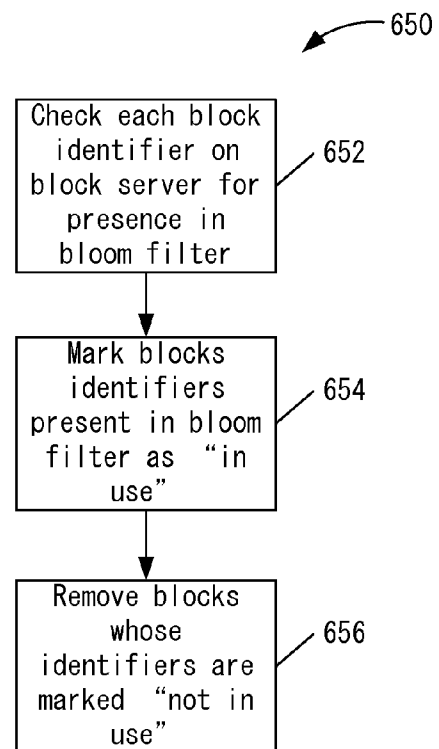 650
Check each block
identifier on
block server for
presence in
bloom filter
652
Mark blocks
identifiers
present in bloom
filter as “in
use”
654
Remove blocks
whose
identifiers are
marked “not in
use”
656